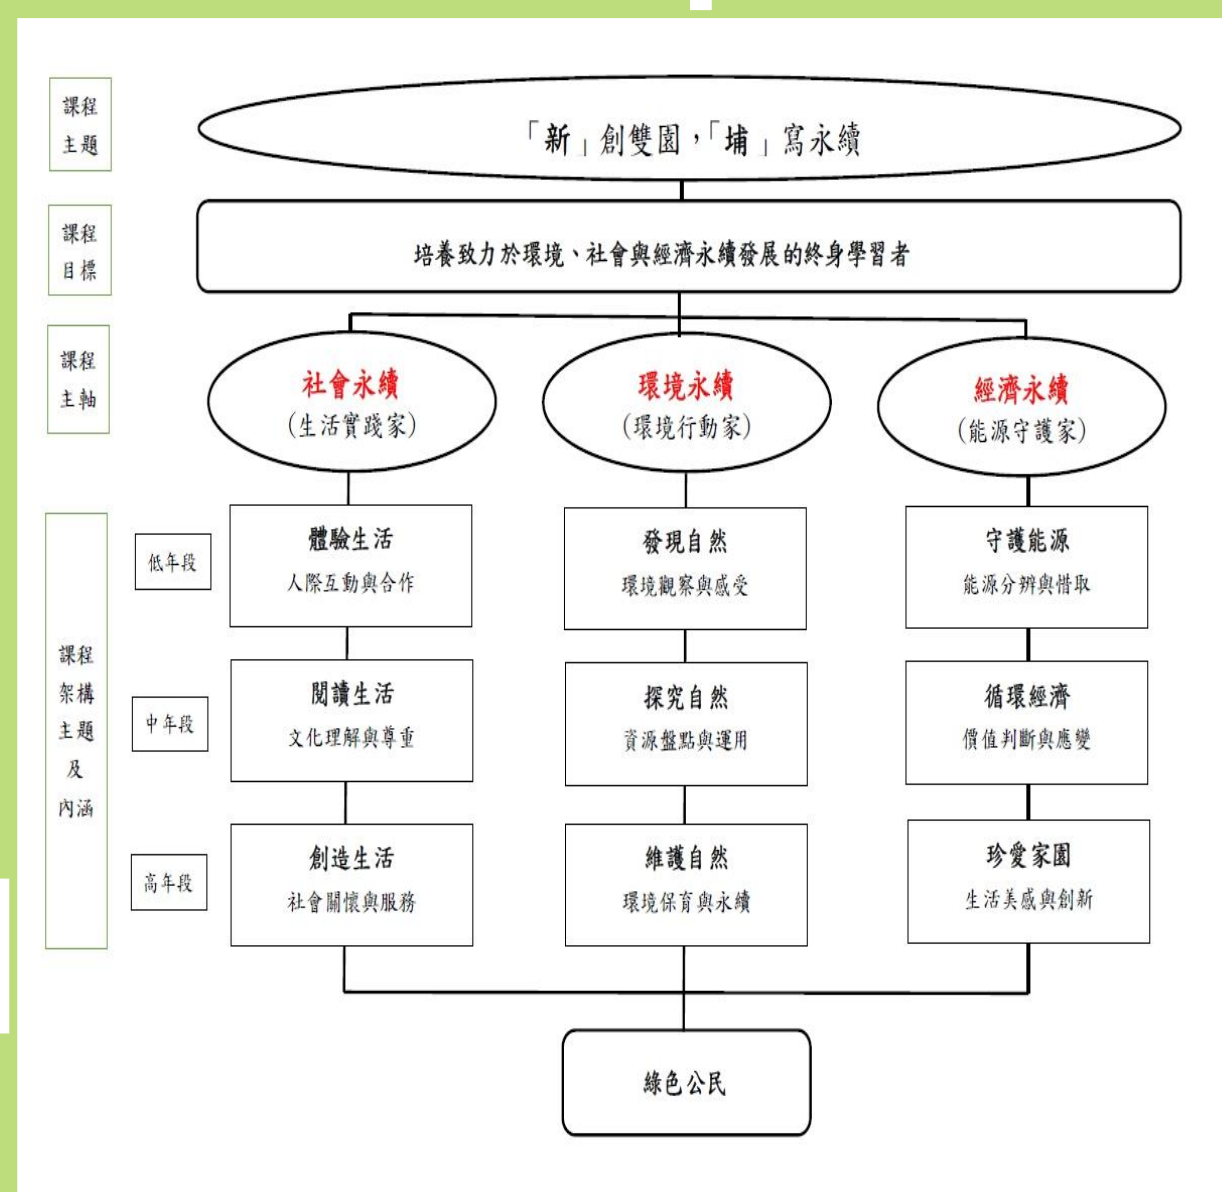 課程
主題
「新」創雙園，「埔」寫永續
課程
目標
培養致力於環境、社會與經濟永續發展的終身學習者
課程
主軸
社會永續
(生活實踐家)
環境永續
(環境行動家)
經濟永續
(能源守護家)
課程
架構
主題
及
內涵
低年段
體驗生活
人際互動與合作
發現自然
環境觀察與感受
守護能源
能源分辨與惜取
中年段
閱讀生活
文化理解與尊重
探究自然
資源盤點與運用
循環經濟
價值判斷與應變
高年段
創造生活
社會關懷與服務
維護自然
環境保育與永續
珍愛家園
生活美感與創新
綠色公民